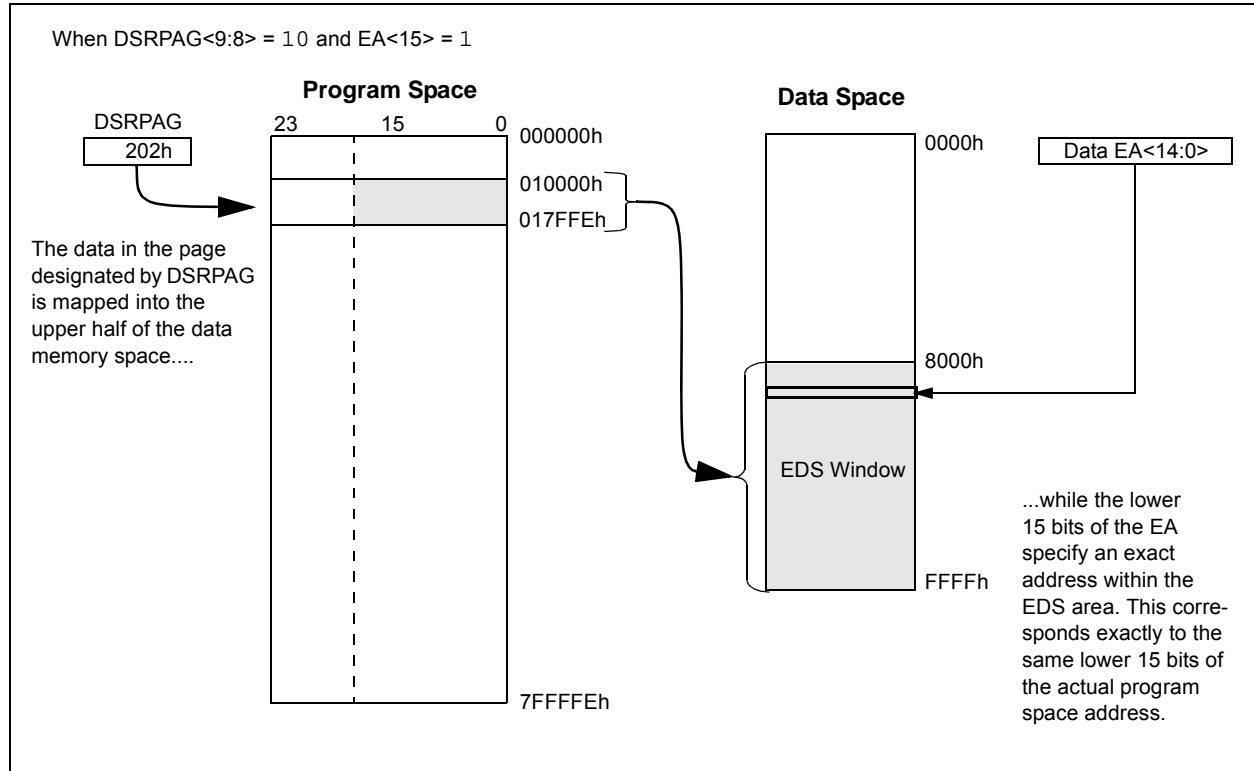 When DSRPAG<9:8> = 10 and EA<15> = 1
Program Space
Data Space
DSRPAG
202h
23 15 0
000000h
010000h
017FFEh
7FFFFEh
The data in the page
designated by DSRPAG
is mapped into the
upper half of the data
memory space....
0000h
8000h
EDS Window
FFFFh
Data EA<14:0>
...while the lower
15 bits of the EA
specify an exact
address within the
EDS area. This corre-
sponds exactly to the
same lower 15 bits of
the actual program
space address.